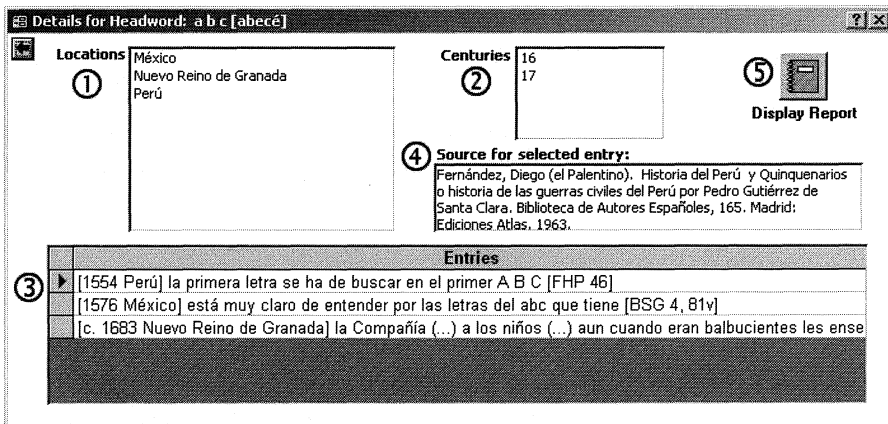 Details for Headword: a b c [abecé]
? x
Locations
①
México
Nuevo Reino de Granada
Perú
Centuries
②
16
17
⑤
Display Report
④ Source for selected entry:
Fernández, Diego (el Palentino). Historia del Perú y Quinquenarios
o historia de las guerras civiles del Perú por Pedro Gutiérrez de
Santa Clara. Biblioteca de Autores Españoles, 165. Madrid:
Ediciones Atlas. 1963.
Entries
③
[1554 Perú] la primera letra se ha de buscar en el primer A B C [FHP 46]
[1576 México] está muy claro de entender por las letras del abc que tiene [BSG 4, 81v]
[c. 1683 Nuevo Reino de Granada] la Compañía (...) a los niños (...) aun cuando eran balbucientes les ense